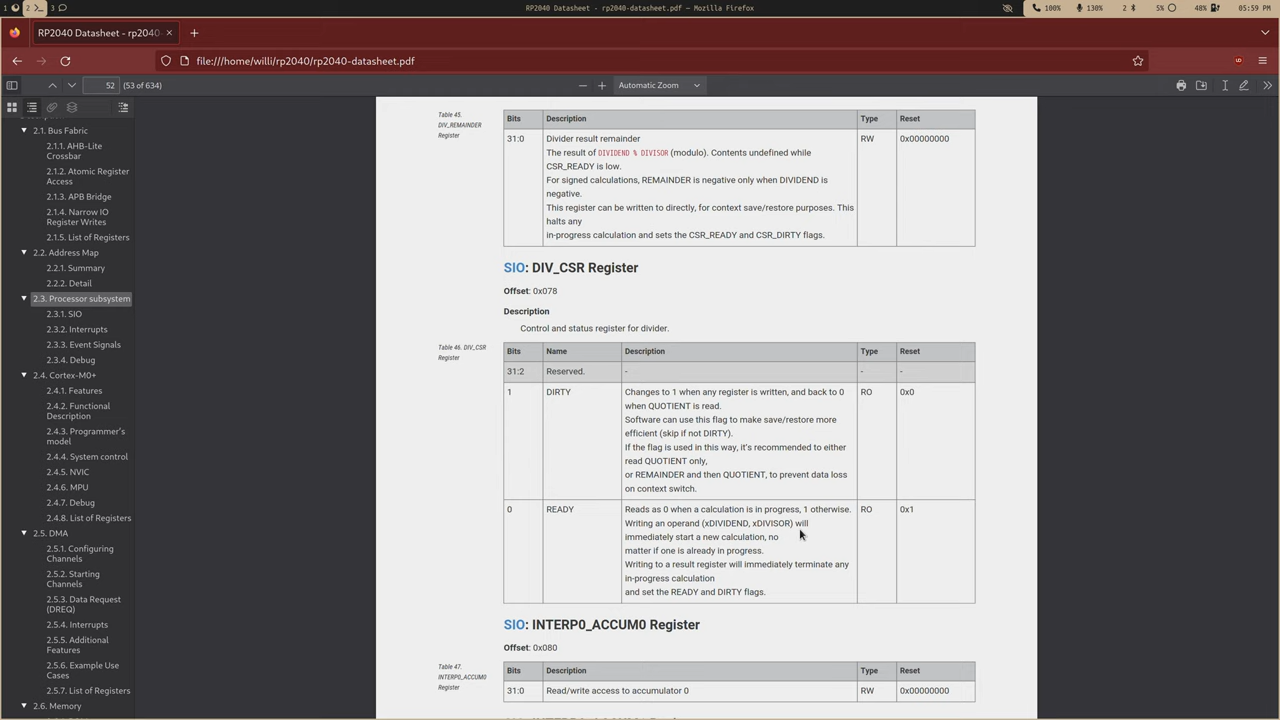 1 2 3 RP2040 Datasheet - rp2040-datasheet.pdf — Mozilla Firefox 100% 130% 2 5% 48% 05:59 PM
RP2040 Datasheet - rp2040-
file:///home/willi/rp2040/rp2040-datasheet.pdf
52 (53 of 634) Automatic Zoom
2.1. Bus Fabric
2.1.1. AHB-Lite
Crossbar
2.1.2. Atomic Register
Access
2.1.3. APB Bridge
2.1.4. Narrow IO
Register Writes
2.1.5. List of Registers
2.2. Address Map
2.2.1. Summary
2.2.2. Detail
2.3. Processor subsystem
2.3.1. SIO
2.3.2. Interrupts
2.3.3. Event Signals
2.3.4. Debug
2.4. Cortex-M0+
2.4.1. Features
2.4.2. Functional
Description
2.4.3. Programmer's
model
2.4.4. System control
2.4.5. NVIC
2.4.6. MPU
2.4.7. Debug
2.4.8. List of Registers
2.5. DMA
2.5.1. Configuring
Channels
2.5.2. Starting
Channels
2.5.3. Data Request
(DREQ)
2.5.4. Interrupts
2.5.5. Additional
Features
2.5.6. Example Use
Cases
2.5.7. List of Registers
2.6. Memory
Table 45.
DIV_REMAINDER
Register
Bits Description Type Reset
31:0 Divider result remainder RW 0x00000000
The result of DIVIDEND % DIVISOR (modulo). Contents undefined while
CSR_READY is low.
For signed calculations, REMAINDER is negative only when DIVIDEND is
negative.
This register can be written to directly, for context save/restore purposes. This
halts any
in-progress calculation and sets the CSR_READY and CSR_DIRTY flags.
SIO: DIV_CSR Register
Offset: 0x078
Description
Control and status register for divider.
Table 46. DIV_CSR
Register
Bits Name Description Type Reset
31:2 Reserved. - - -
1 DIRTY Changes to 1 when any register is written, and back to 0 RO 0x0
when QUOTIENT is read.
Software can use this flag to make save/restore more
efficient (skip if not DIRTY).
If the flag is used in this way, it's recommended to either
read QUOTIENT only,
or REMAINDER and then QUOTIENT, to prevent data loss
on context switch.
0 READY Reads as 0 when a calculation is in progress, 1 otherwise. RO 0x1
Writing an operand (xDIVIDEND, xDIVISOR) will
immediately start a new calculation, no
matter if one is already in progress.
Writing to a result register will immediately terminate any
in-progress calculation
and set the READY and DIRTY flags.
SIO: INTERP0_ACCUM0 Register
Offset: 0x080
Table 47.
INTERP0_ACCUM0
Register
Bits Description Type Reset
31:0 Read/write access to accumulator 0 RW 0x00000000